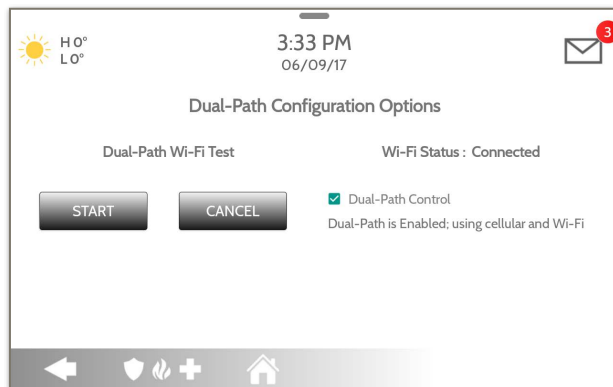 H 0°
L 0°
3:33 PM
06/09/17
3
Dual-Path Configuration Options
Dual-Path Wi-Fi Test
Wi-Fi Status : Connected
START
CANCEL
Dual-Path Control
Dual-Path is Enabled; using cellular and Wi-Fi